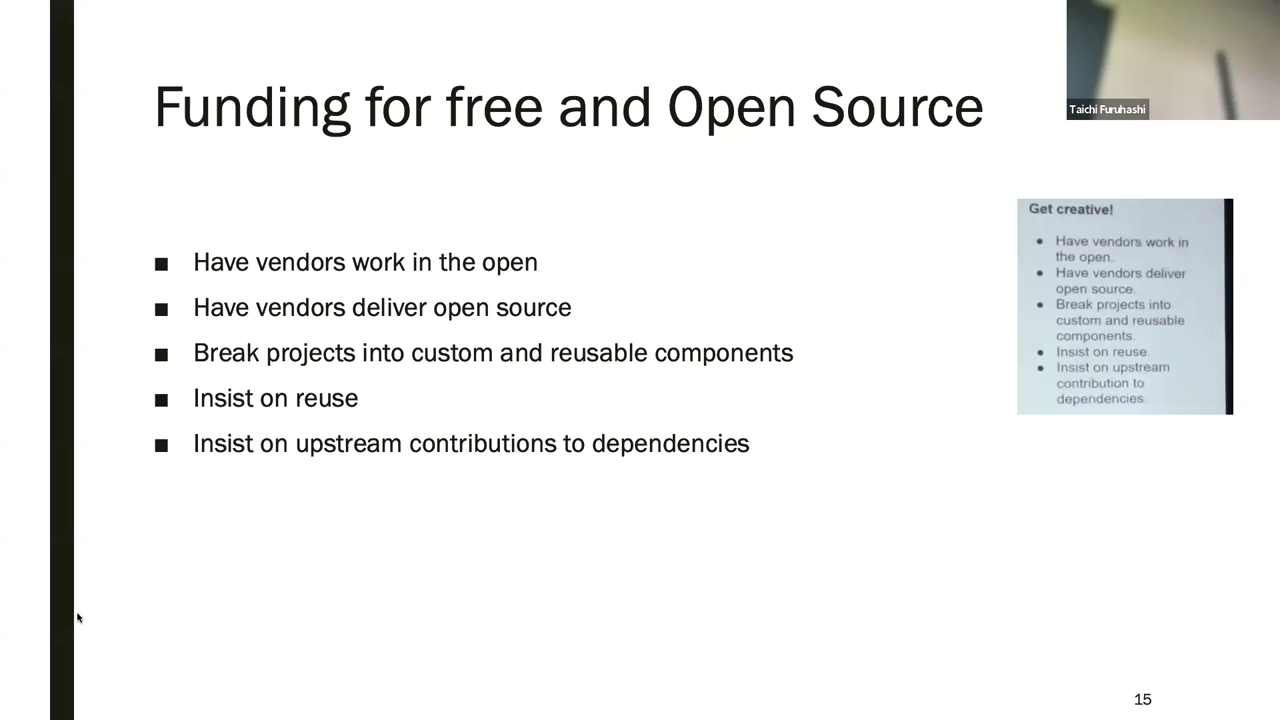 Funding for free and Open Source
Taichi Furuhashi
■ Have vendors work in the open
■ Have vendors deliver open source
■ Break projects into custom and reusable components
■ Insist on reuse
■ Insist on upstream contributions to dependencies
Get creative!
● Have vendors work in
the open.
● Have vendors deliver
open source.
● Break projects into
custom and reusable
components.
● Insist on reuse.
● Insist on upstream
contribution to
dependencies.
15